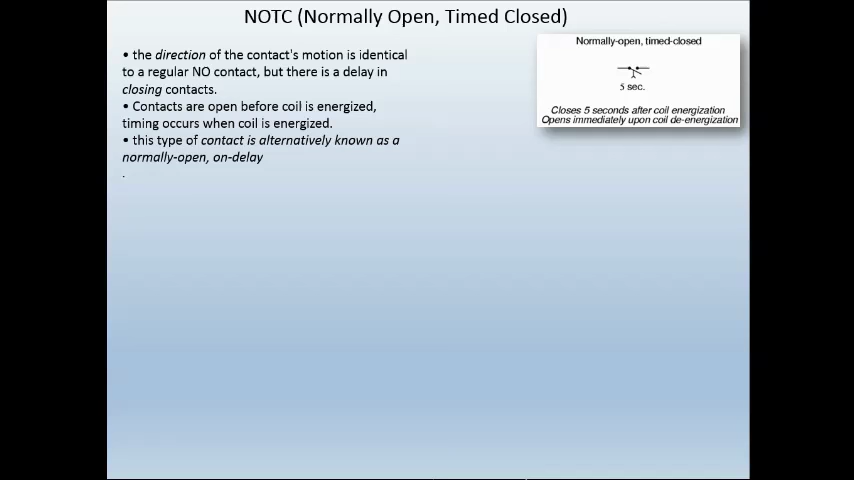 NOTC (Normally Open, Timed Closed)
• the direction of the contact's motion is identical
to a regular NO contact, but there is a delay in
closing contacts.
• Contacts are open before coil is energized,
timing occurs when coil is energized.
• this type of contact is alternatively known as a
normally-open, on-delay
.
Normally-open, timed-closed
5 sec.
Closes 5 seconds after coil energization
Opens immediately upon coil de-energization